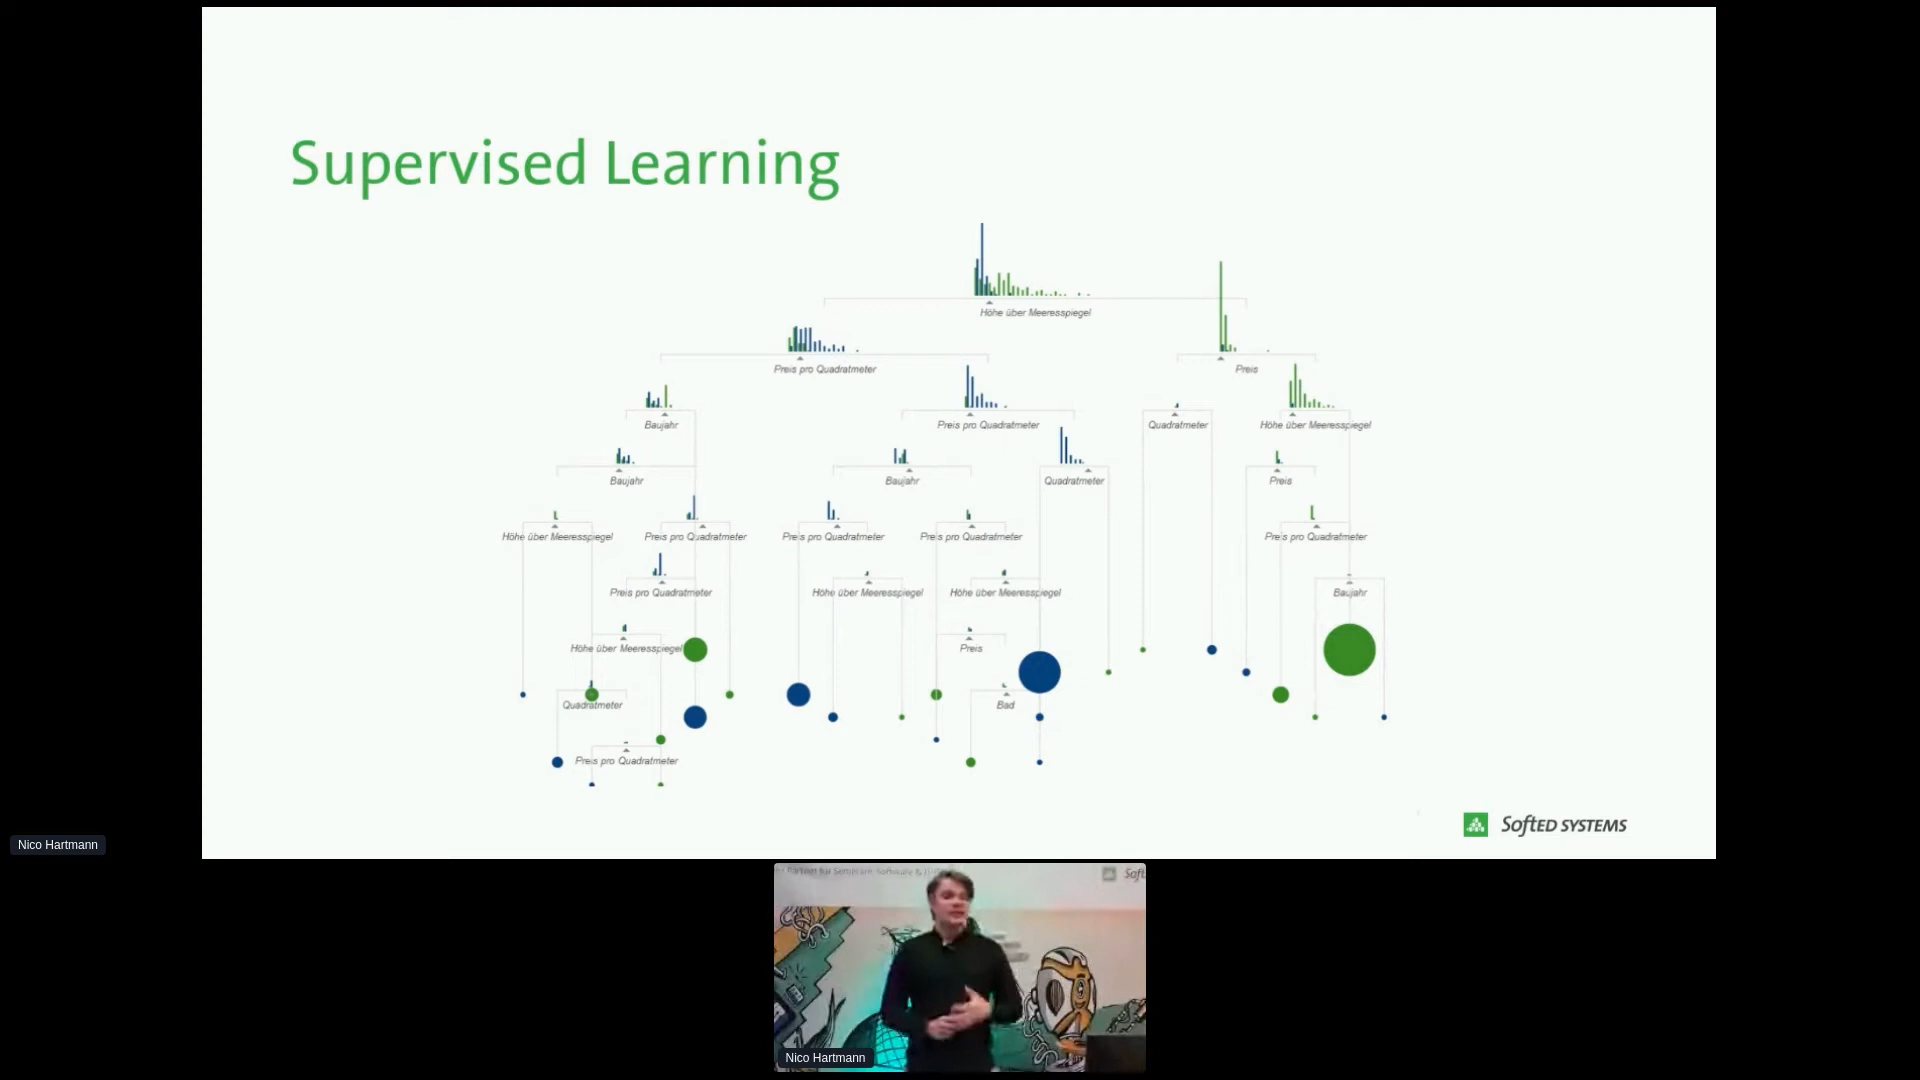 Supervised Learning
Höhe über Meeresspiegel
Preis pro Quadratmeter
Preis
Baujahr
Preis pro Quadratmeter
Quadratmeter
Höhe über Meeresspiegel
Baujahr
Baujahr
Quadratmeter
Preis
Höhe über Meeresspiegel
Preis pro Quadratmeter
Preis pro Quadratmeter
Preis pro Quadratmeter
Preis pro Quadratmeter
Preis pro Quadratmeter
Höhe über Meeresspiegel
Höhe über Meeresspiegel
Baujahr
Höhe über Meeresspiegel
Preis
Quadratmeter
Bad
Preis pro Quadratmeter
SoftED SYSTEMS
Nico Hartmann
Soft
Nico Hartmann